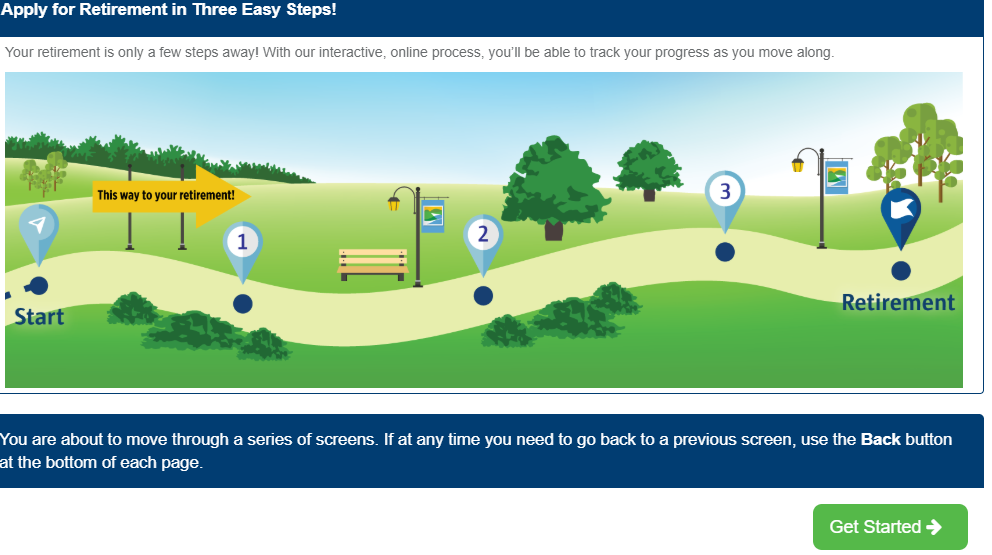 Apply for Retirement in Three Easy Steps!
Your retirement is only a few steps away! With our interactive, online process, you'll be able to track your progress as you move along.
This way to your retirement!
1
2
3
Start
Retirement
You are about to move through a series of screens. If at any time you need to go back to a previous screen, use the Back button
at the bottom of each page.
Get Started